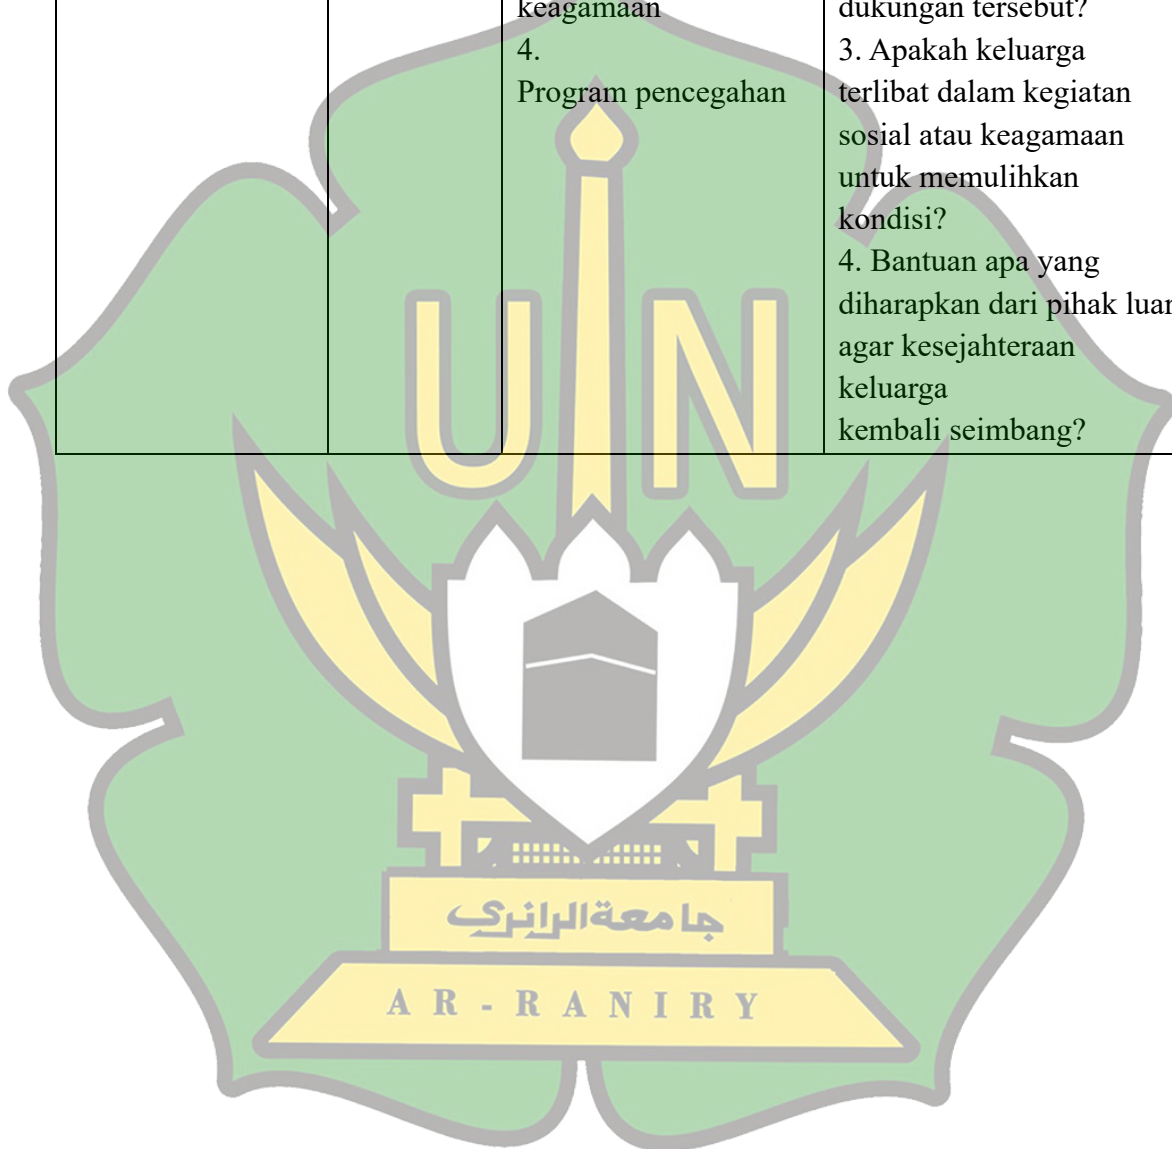 keagamaan
4.
Program pencegahan
dukungan tersebut?
3. Apakah keluarga
terlibat dalam kegiatan
sosial atau keagamaan
untuk memulihkan
kondisi?
4. Bantuan apa yang
diharapkan dari pihak luar
agar kesejahteraan
keluarga
kembali seimbang?
UIN
جامعة الرانري
AR-RANIRY